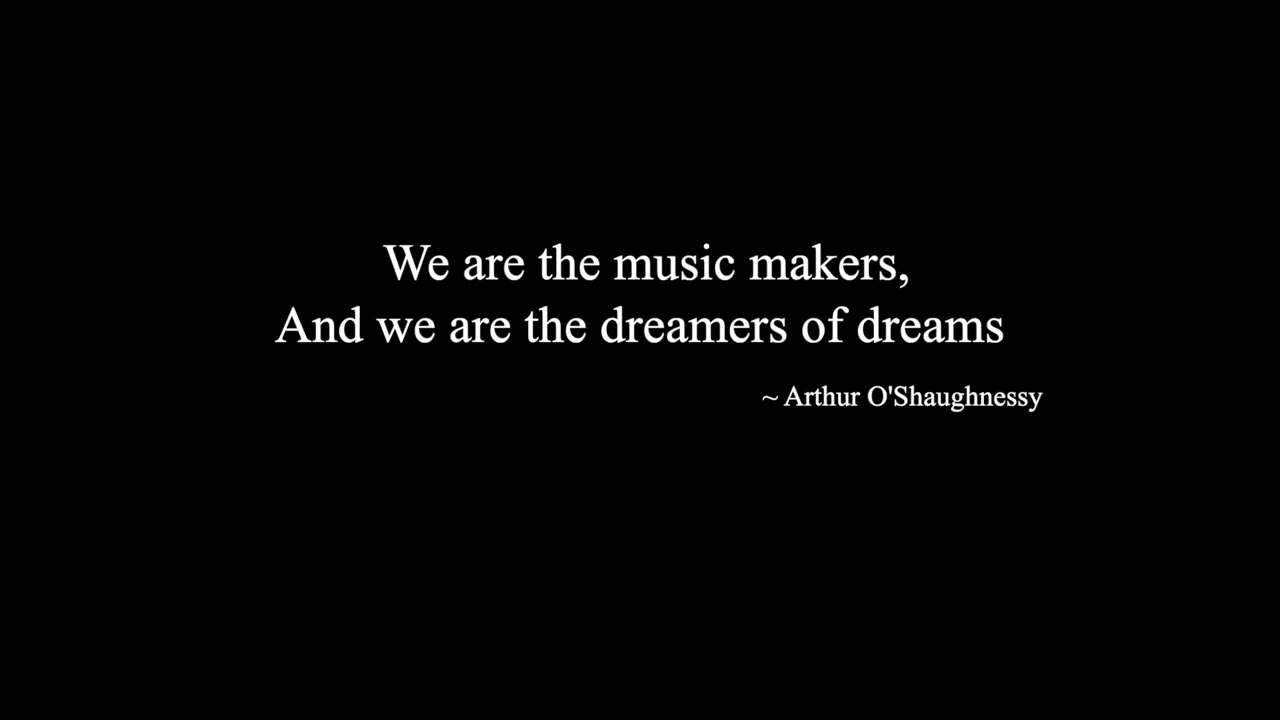 We are the music makers,
And we are the dreamers of dreams
~ Arthur O'Shaughnessy